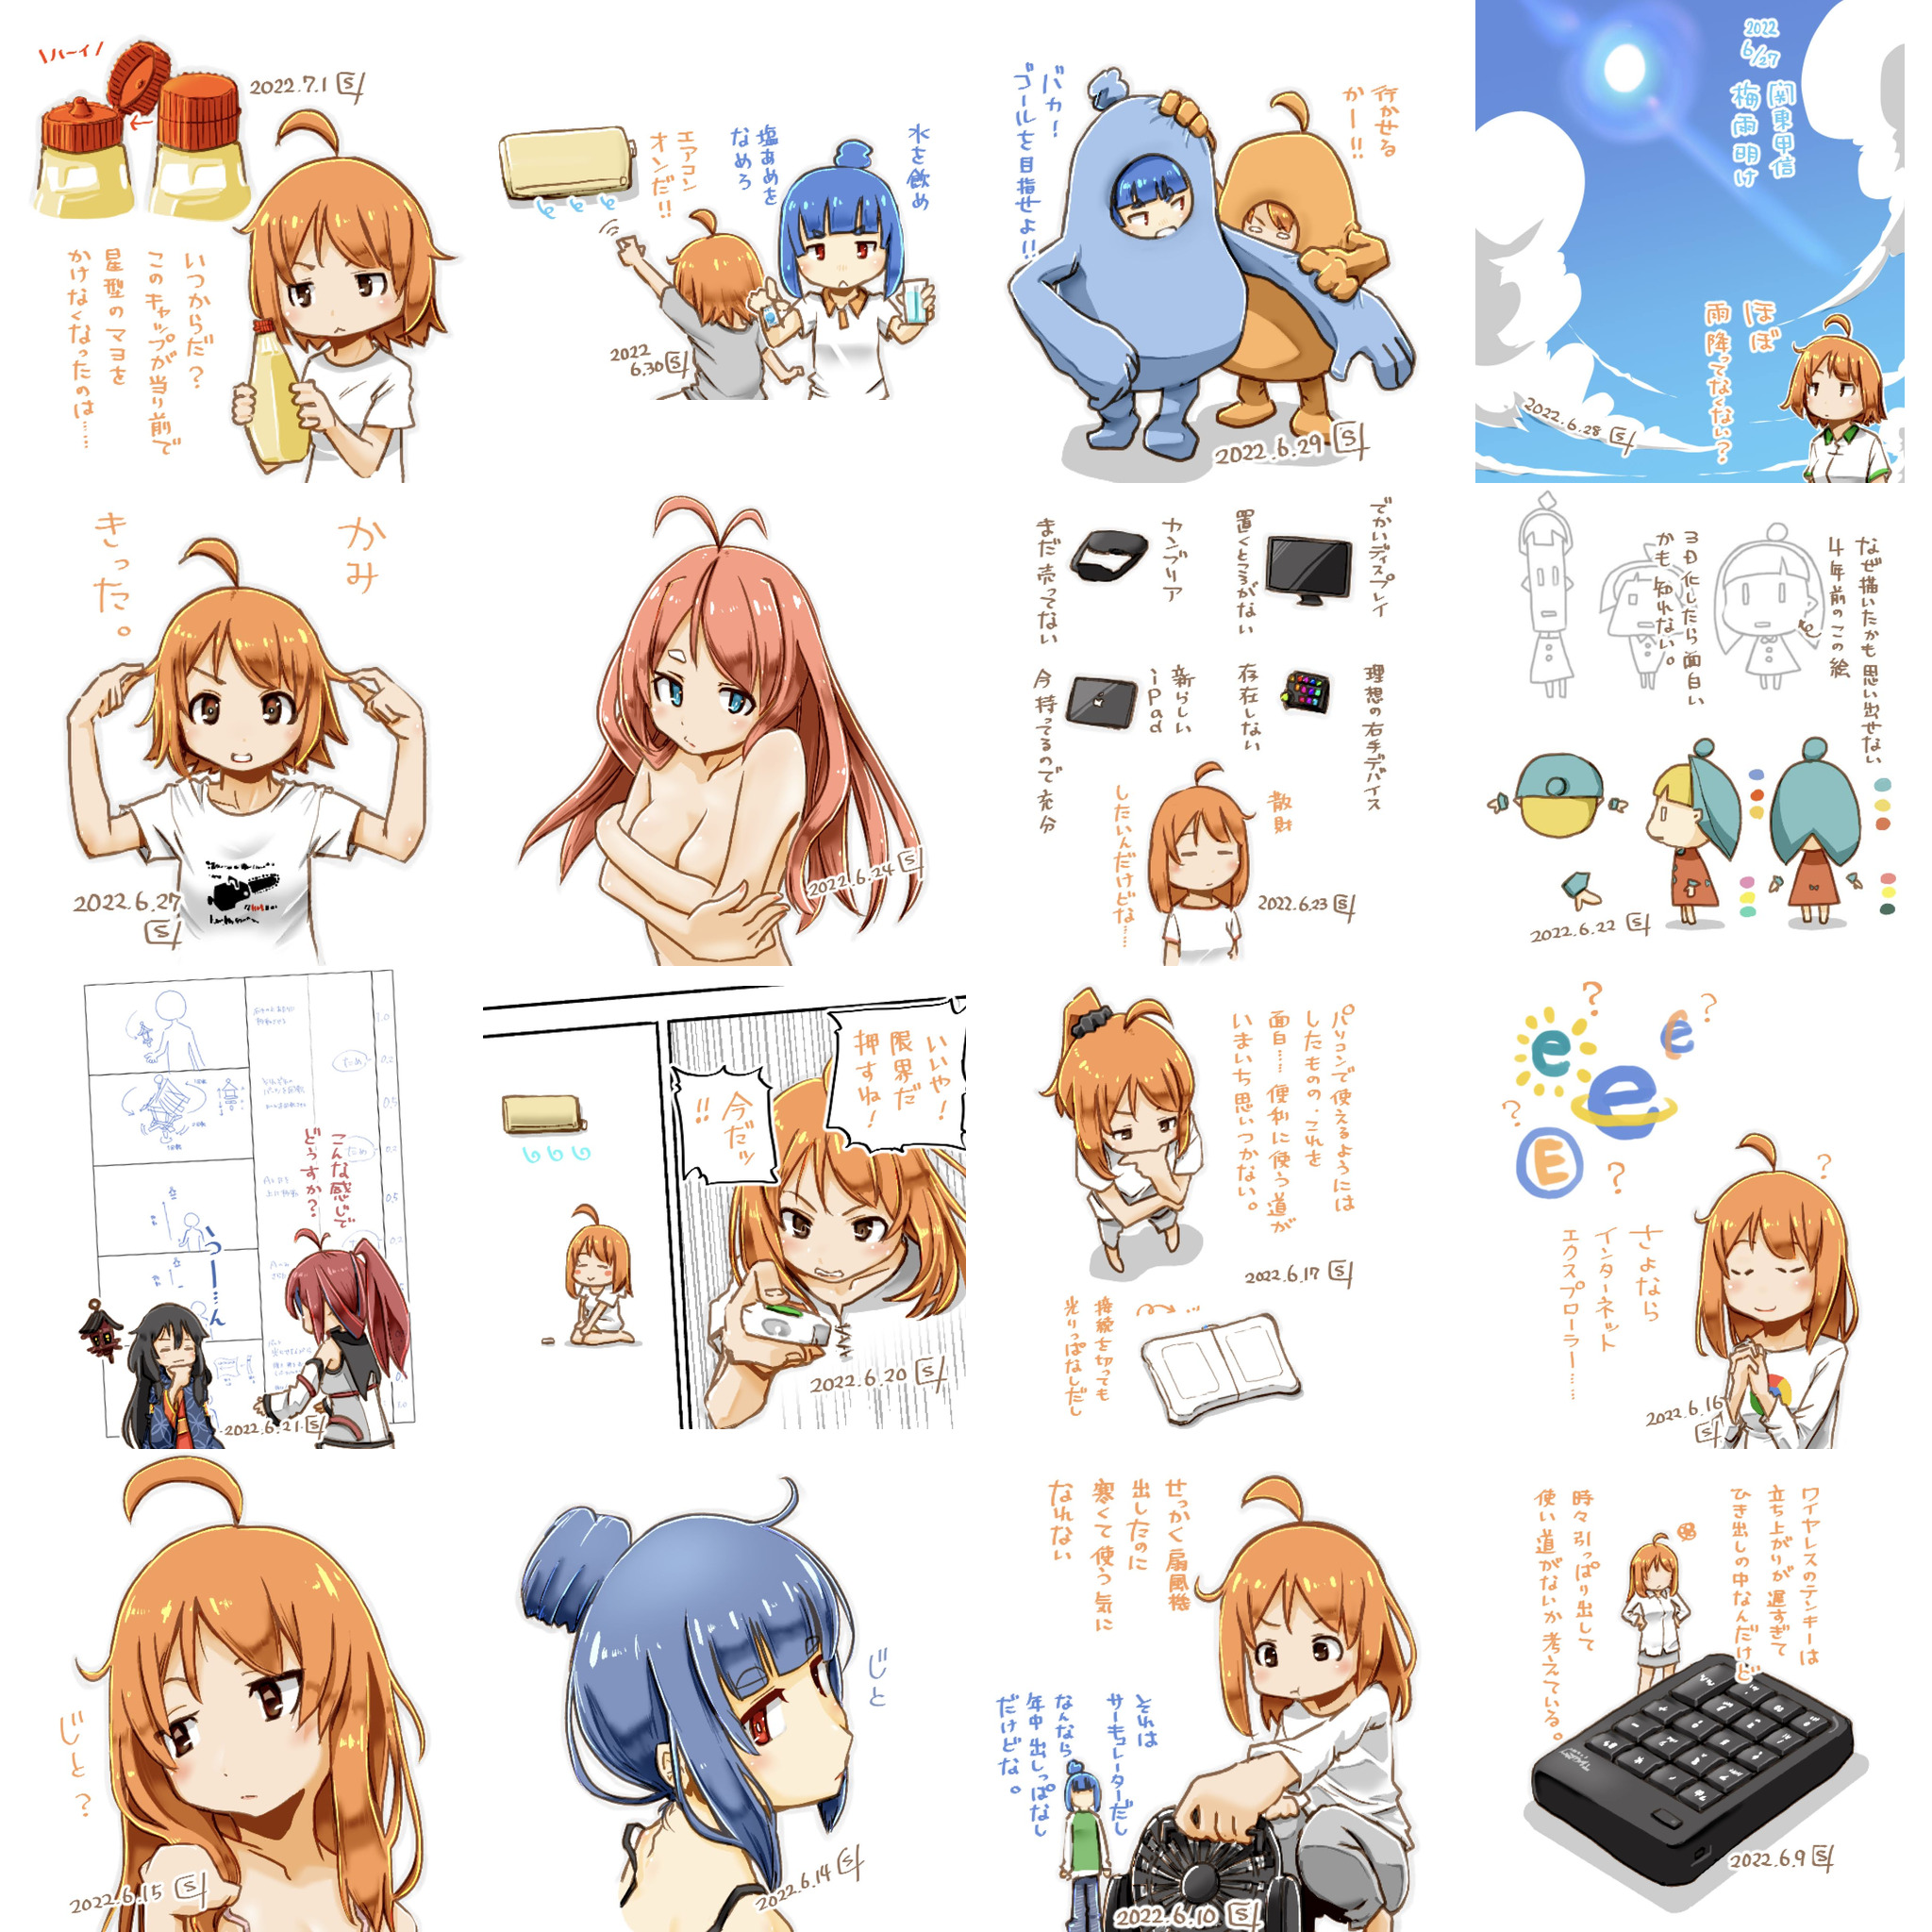 ハーイ
2022.7.1
いつからだ?
このキャップが当り前で
星型のマヨを
かけなくなったのは……
水を飲め
塩あめを
なめろ
エアコン
オンだ!!
2022
6.30
行かせる
かー!!
バカ!
ゴールを目指せよ!!
2022.6.29
2022
6/27
関東甲信
梅雨明け
ほぼ
雨降ってなくない?
2022.6.28
かみ
きった。
2022.6.27
2022.6.24
でかいディスプレイ
置くところがない
カンブリア
まだ売ってない
理想の右手デバイス
存在しない
新らしい
iPad
今持ってるので充分
散財
したいんだけどな……
2022.6.23
なぜ描いたかも思い出せない
4年前のこの絵
3D化したら面白い
かも知れない。
2022.6.22
こんな感じで
どうすか?
うーーん
2022.6.21
いいや!
限界だ
押すね!
今だッ
!!
2022.6.20
パソコンで使えるようには
したものの、これを
面白……便利に使う道が
いまいち思いつかない。
2022.6.17
接続を切っても
光りっぱなしだし
さよなら
インターネット
エクスプローラー……
2022.6.16
じと?
2022.6.15
じと
2022.6.14
せっかく扇風機
出したのに
寒くて使う気に
なれない
それは
サーキュレーターだし
なんなら
年中出しっぱなし
だけどな。
2022.6.10
ワイヤレスのテンキーは
立ち上がりが遅すぎて
ひき出しの中なんだけど
時々引っぱり出して
使い道がないか考えている。
2022.6.9